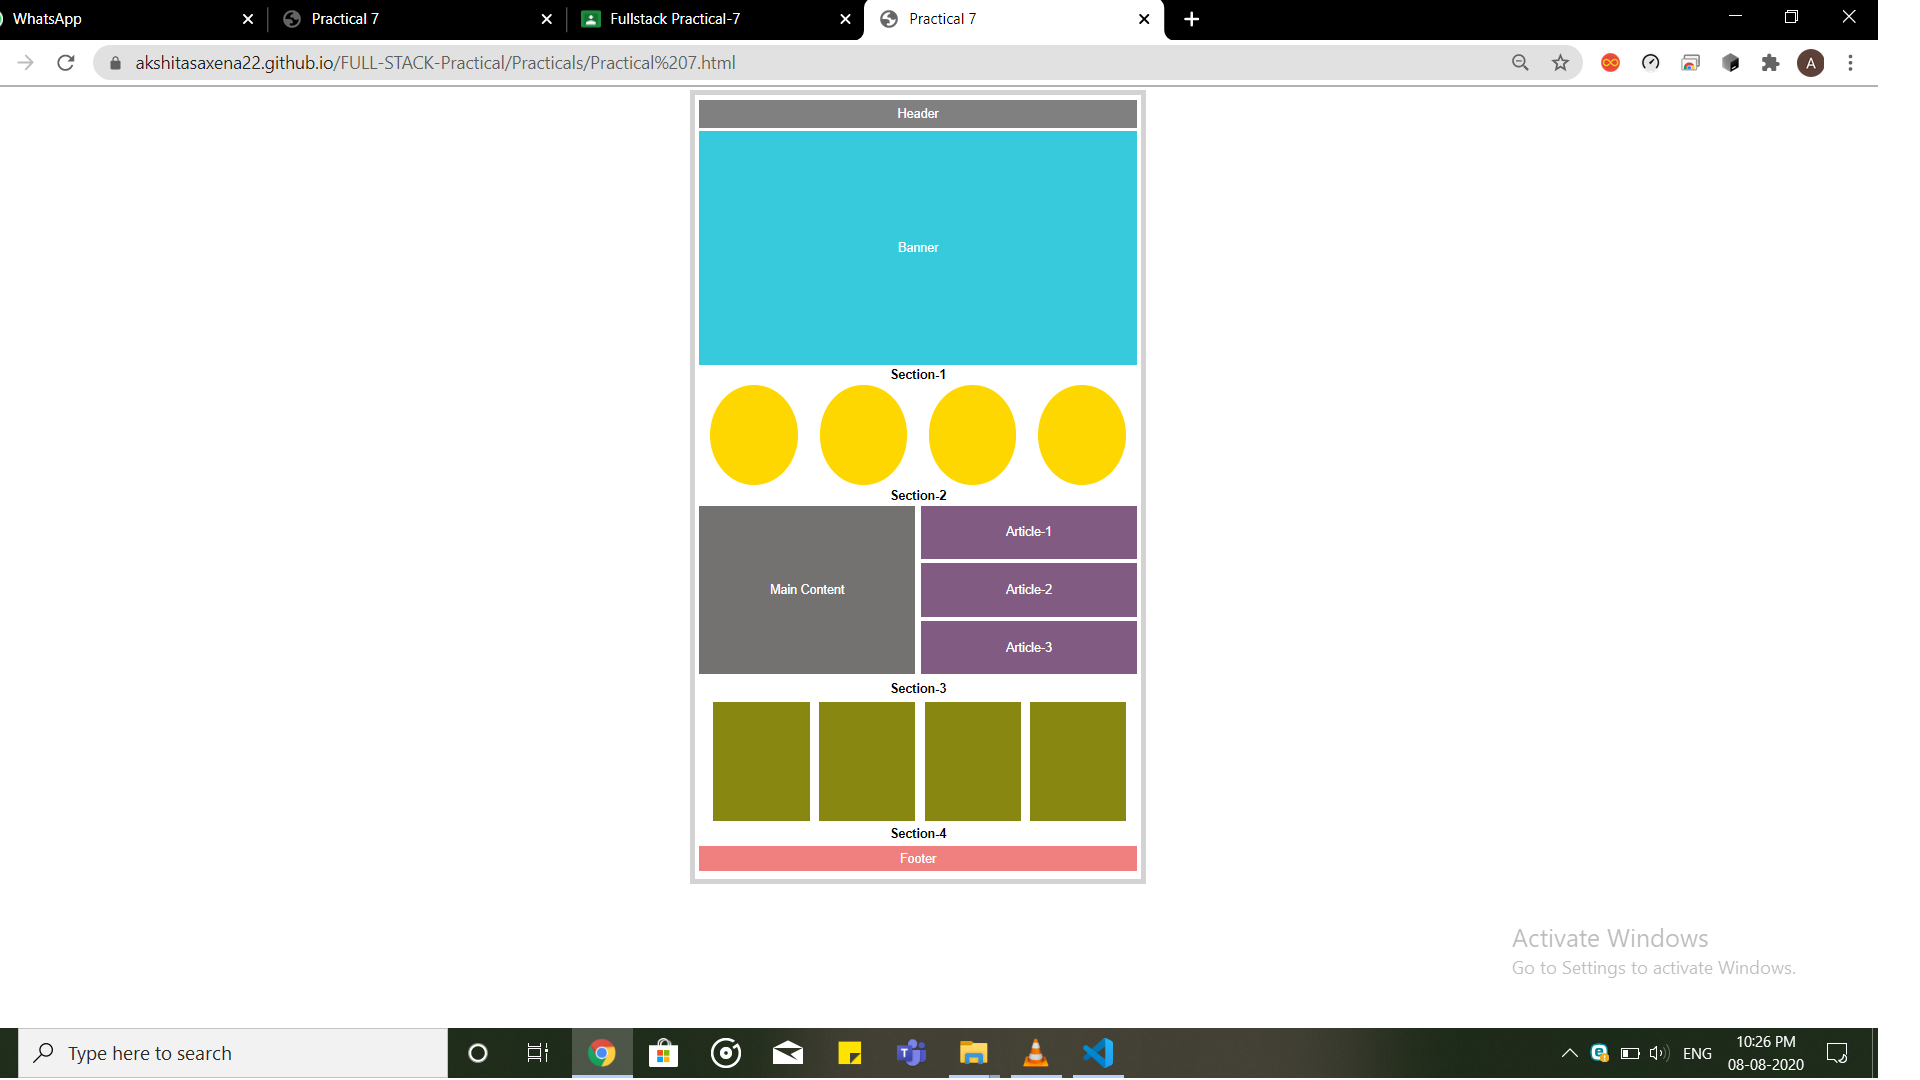 WhatsApp
Practical 7
Fullstack Practical-7
Practical 7
akshitasaxena22.github.io/FULL-STACK-Practical/Practicals/Practical%207.html
A
Header
Banner
Section-1
Section-2
Main Content
Article-1
Article-2
Article-3
Section-3
Section-4
Footer
Activate Windows
Go to Settings to activate Windows.
Type here to search
ENG
10:26 PM
08-08-2020